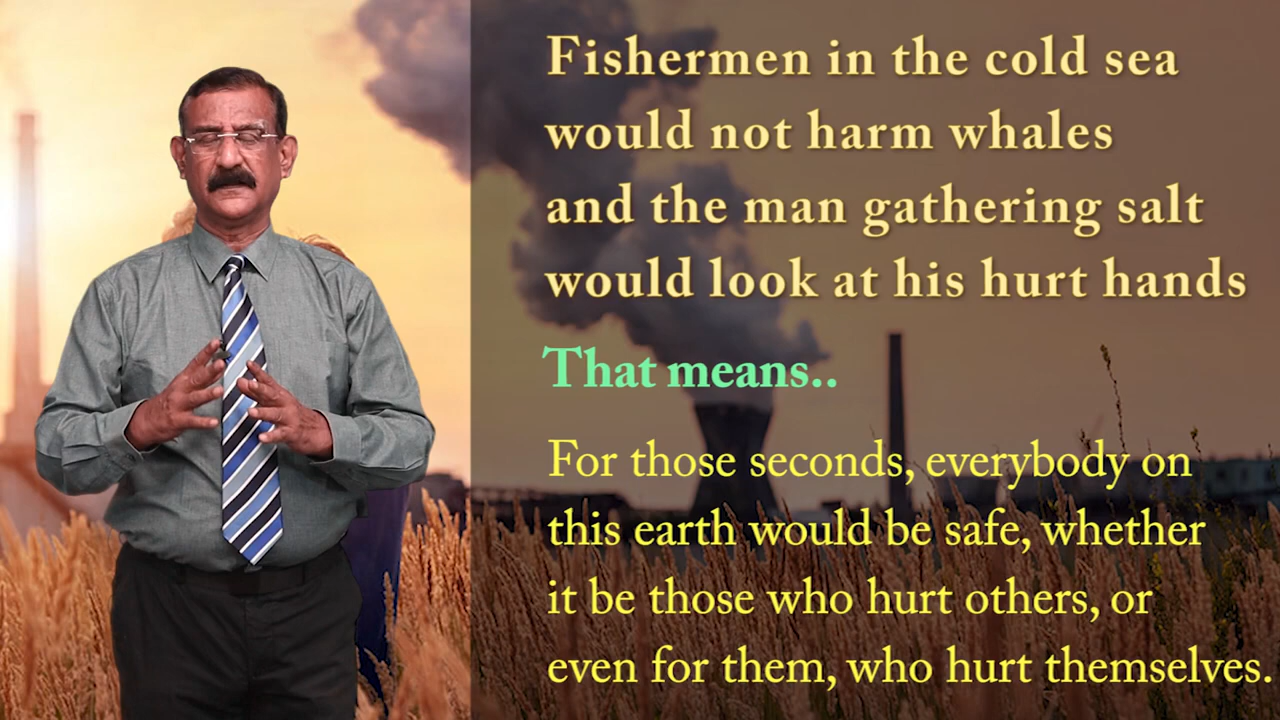 Fishermen in the cold sea
would not harm whales
and the man gathering salt
would look at his hurt hands
That means..
For those seconds, everybody on
this earth would be safe, whether
it be those who hurt others, or
even for them, who hurt themselves.